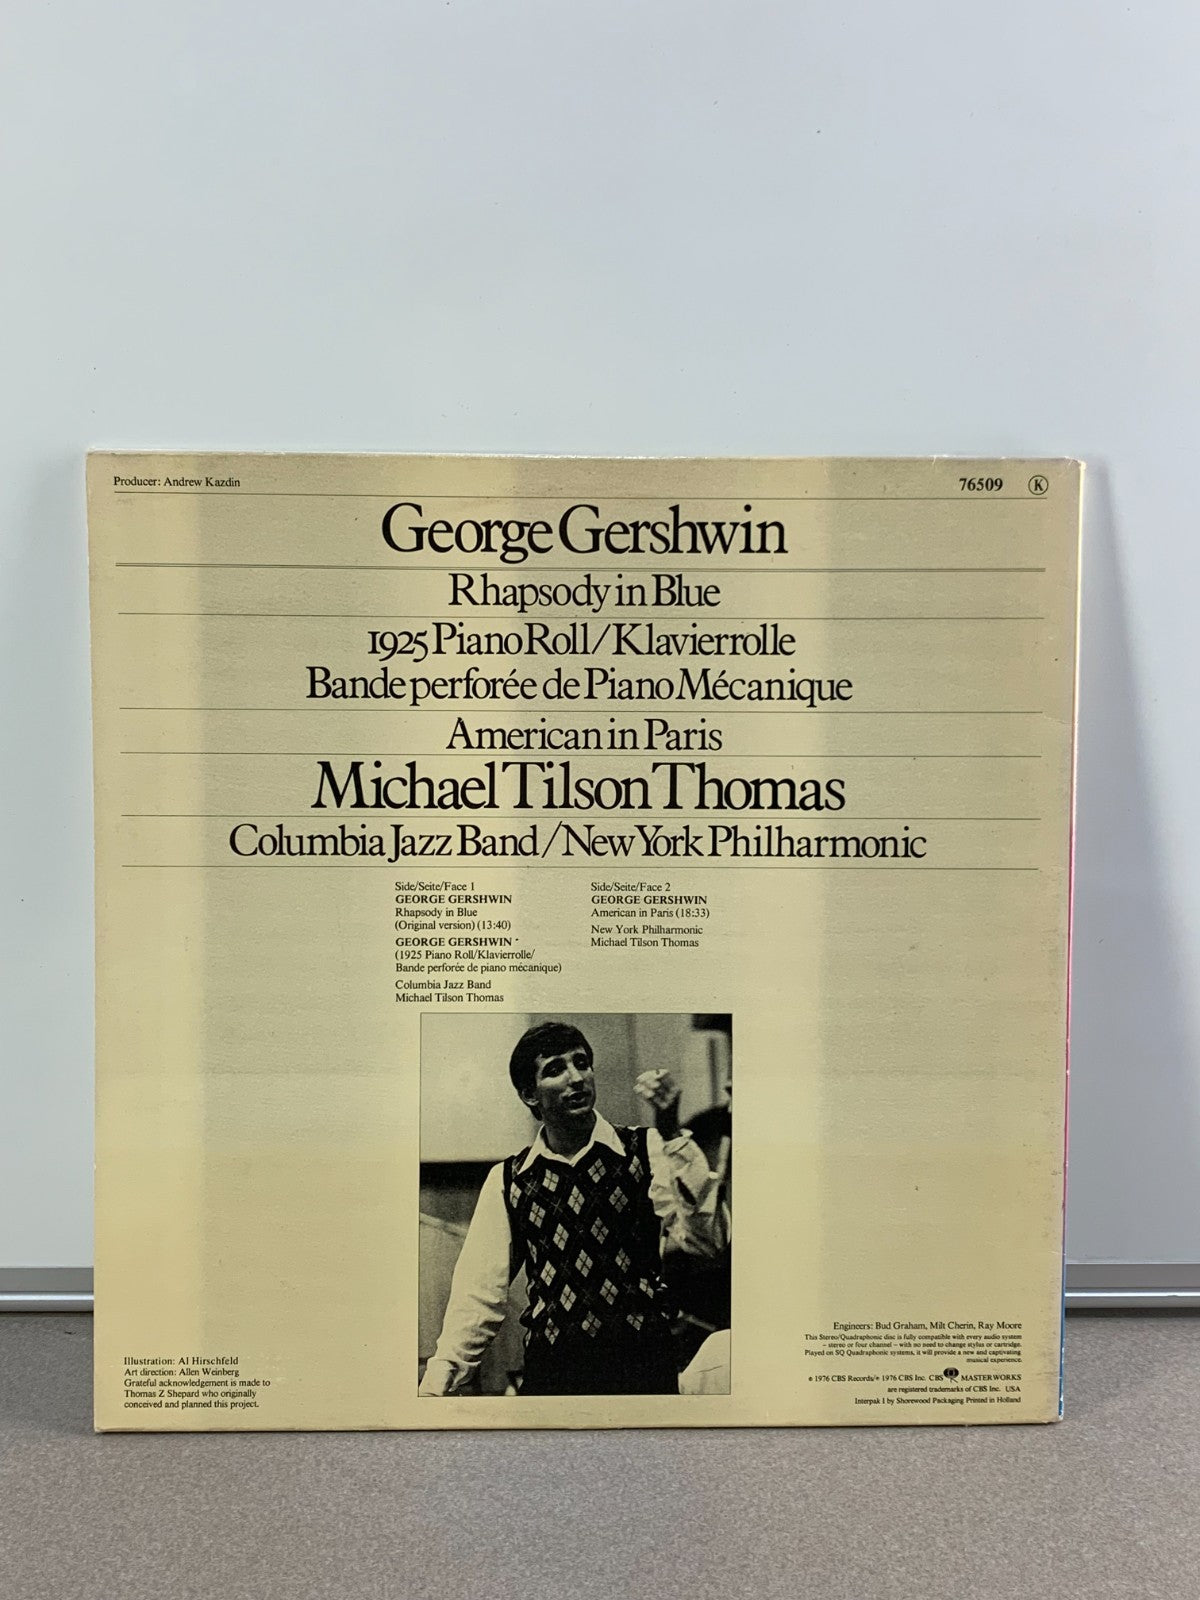 Producer: Andrew Kazdin
76509 K
George Gershwin
Rhapsody in Blue
1925 Piano Roll/Klavierrolle
Bande perforée de Piano Mécanique
American in Paris
Michael Tilson Thomas
Columbia Jazz Band/New York Philharmonic
Side/Seite/Face 1
GEORGE GERSHWIN
Rhapsody in Blue
(Original version) (13:40)
GEORGE GERSHWIN
(1925 Piano Roll/Klavierrolle/
Bande perforée de piano mécanique)
Columbia Jazz Band
Michael Tilson Thomas
Side/Seite/Face 2
GEORGE GERSHWIN
American in Paris (18:33)
New York Philharmonic
Michael Tilson Thomas
Illustration: Al Hirschfeld
Art direction: Allen Weinberg
Grateful acknowledgement is made to
Thomas Z Shepard who originally
conceived and planned this project.
Engineers: Bud Graham, Milt Cherin, Ray Moore
This Stereo/Quadraphonic disc is fully compatible with every audio system
– stereo or four channel – with no need to change stylus or cartridge.
Played on SQ Quadraphonic systems, it will provide a new and captivating
musical experience.
℗ 1976 CBS Records/© 1976 CBS Inc. CBS MASTERWORKS
are registered trademarks of CBS Inc. USA
Interpak I by Shorewood Packaging Printed in Holland